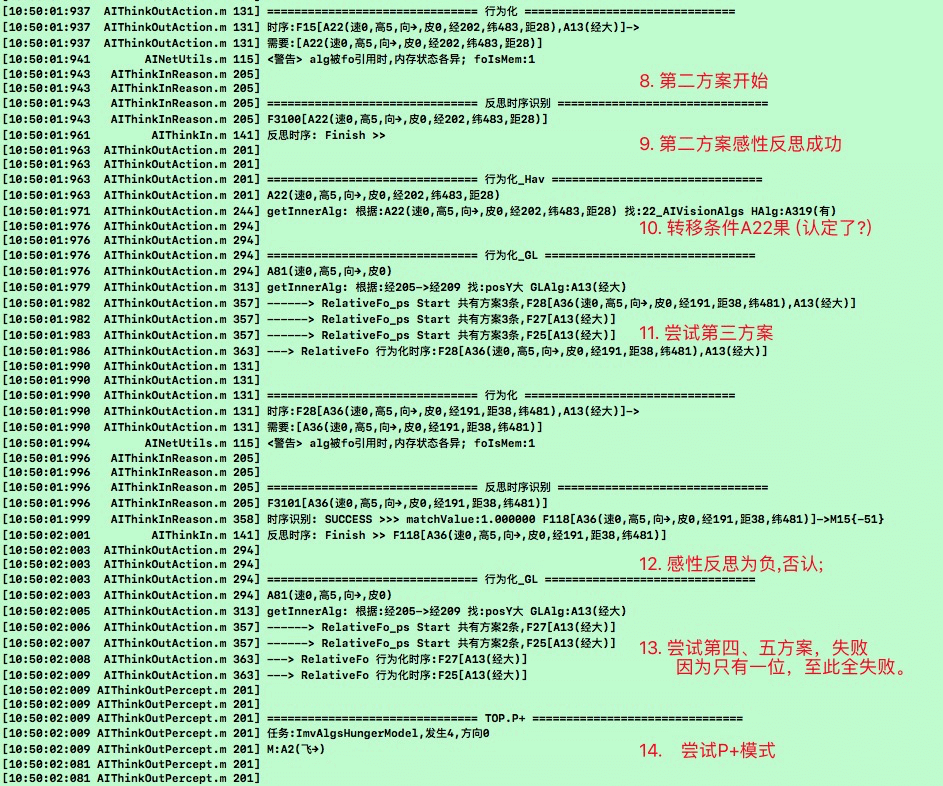 [10:50:01:937 AIThinkOutAction.m 131] ============================== 行为化 ==============================
[10:50:01:937 AIThinkOutAction.m 131] 时序:F15[A22(速0,高5,向→,皮0,经202,纬483,距28),A13(经大)]->
[10:50:01:937 AIThinkOutAction.m 131] 需要:[A22(速0,高5,向→,皮0,经202,纬483,距28)]
[10:50:01:941 AINetUtils.m 115] <警告> alg被fo引用时,内存状态各异; foIsMem:1
[10:50:01:943 AIThinkInReason.m 205]
8. 第二方案开始
[10:50:01:943 AIThinkInReason.m 205]
[10:50:01:943 AIThinkInReason.m 205] ============================== 反思时序识别 ==============================
[10:50:01:943 AIThinkInReason.m 205] F3100[A22(速0,高5,向→,皮0,经202,纬483,距28)]
[10:50:01:961 AIThinkIn.m 141] 反思时序: Finish >>
9. 第二方案感性反思成功
[10:50:01:963 AIThinkOutAction.m 201]
[10:50:01:963 AIThinkOutAction.m 201]
[10:50:01:963 AIThinkOutAction.m 201] ============================== 行为化_Hav ==============================
[10:50:01:963 AIThinkOutAction.m 201] A22(速0,高5,向→,皮0,经202,纬483,距28)
[10:50:01:971 AIThinkOutAction.m 244] getInnerAlg: 根据:A22(速0,高5,向→,皮0,经202,纬483,距28) 找:22_AIVisionAlgs HAlg:A319(有)
[10:50:01:976 AIThinkOutAction.m 294]
10. 转移条件A22果 (认定了?)
[10:50:01:976 AIThinkOutAction.m 294]
[10:50:01:976 AIThinkOutAction.m 294] ============================== 行为化_GL ==============================
[10:50:01:976 AIThinkOutAction.m 294] A81(速0,高5,向→,皮0)
[10:50:01:979 AIThinkOutAction.m 313] getInnerAlg: 根据:经205->经209 找:posY大 GLAlg:A13(经大)
[10:50:01:982 AIThinkOutAction.m 357] ------> RelativeFo_ps Start 共有方案3条,F28[A36(速0,高5,向→,皮0,经191,距38,纬481),A13(经大)]
[10:50:01:982 AIThinkOutAction.m 357] ------> RelativeFo_ps Start 共有方案3条,F27[A13(经大)]
[10:50:01:983 AIThinkOutAction.m 357] ------> RelativeFo_ps Start 共有方案3条,F25[A13(经大)]
11. 尝试第三方案
[10:50:01:986 AIThinkOutAction.m 363] ---> RelativeFo 行为化时序:F28[A36(速0,高5,向→,皮0,经191,距38,纬481),A13(经大)]
[10:50:01:990 AIThinkOutAction.m 131]
[10:50:01:990 AIThinkOutAction.m 131]
[10:50:01:990 AIThinkOutAction.m 131] ============================== 行为化 ==============================
[10:50:01:990 AIThinkOutAction.m 131] 时序:F28[A36(速0,高5,向→,皮0,经191,距38,纬481),A13(经大)]->
[10:50:01:990 AIThinkOutAction.m 131] 需要:[A36(速0,高5,向→,皮0,经191,距38,纬481)]
[10:50:01:994 AINetUtils.m 115] <警告> alg被fo引用时,内存状态各异; foIsMem:1
[10:50:01:996 AIThinkInReason.m 205]
[10:50:01:996 AIThinkInReason.m 205]
[10:50:01:996 AIThinkInReason.m 205] ============================== 反思时序识别 ==============================
[10:50:01:996 AIThinkInReason.m 205] F3101[A36(速0,高5,向→,皮0,经191,距38,纬481)]
[10:50:01:999 AIThinkInReason.m 358] 时序识别: SUCCESS >>> matchValue:1.000000 F118[A36(速0,高5,向→,皮0,经191,距38,纬481)]->M15{-51}
[10:50:02:001 AIThinkIn.m 141] 反思时序: Finish >> F118[A36(速0,高5,向→,皮0,经191,距38,纬481)]
[10:50:02:003 AIThinkOutAction.m 294]
12. 感性反思为负,否认;
[10:50:02:003 AIThinkOutAction.m 294]
[10:50:02:003 AIThinkOutAction.m 294] ============================== 行为化_GL ==============================
[10:50:02:003 AIThinkOutAction.m 294] A81(速0,高5,向→,皮0)
[10:50:02:005 AIThinkOutAction.m 313] getInnerAlg: 根据:经205->经209 找:posY大 GLAlg:A13(经大)
[10:50:02:006 AIThinkOutAction.m 357] ------> RelativeFo_ps Start 共有方案2条,F27[A13(经大)]
[10:50:02:007 AIThinkOutAction.m 357] ------> RelativeFo_ps Start 共有方案2条,F25[A13(经大)]
13. 尝试第四、五方案，失败
[10:50:02:008 AIThinkOutAction.m 363] ---> RelativeFo 行为化时序:F27[A13(经大)]
因为只有一位，至此全失败。
[10:50:02:009 AIThinkOutAction.m 363] ---> RelativeFo 行为化时序:F25[A13(经大)]
[10:50:02:009 AIThinkOutPercept.m 201]
[10:50:02:009 AIThinkOutPercept.m 201]
[10:50:02:009 AIThinkOutPercept.m 201] ============================== TOP.P+ ==============================
[10:50:02:009 AIThinkOutPercept.m 201] 任务:ImvAlgsHungerModel,发生4,方向0
[10:50:02:009 AIThinkOutPercept.m 201] M:A2(飞→)
14. 尝试P+模式
[10:50:02:081 AIThinkOutPercept.m 201]
[10:50:02:081 AIThinkOutPercept.m 201]